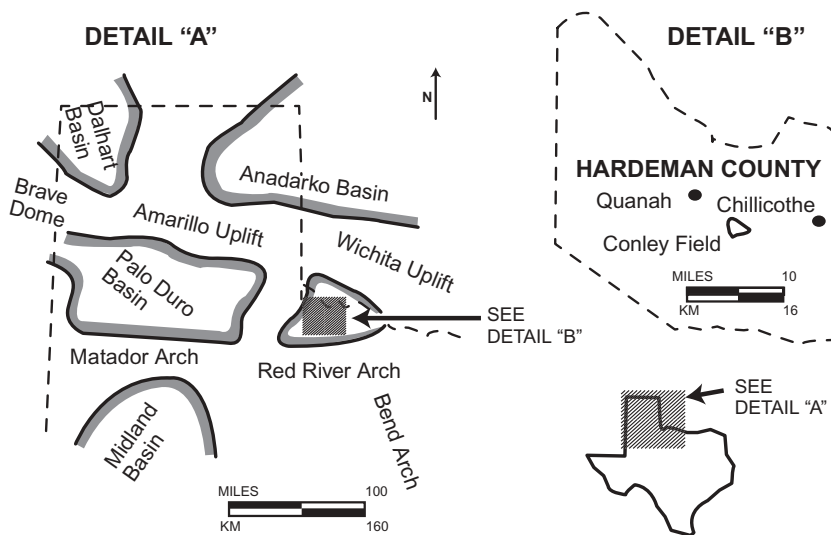 DETAIL “A”
N
Dalhart
Basin
Anadarko Basin
Brave
Dome
Amarillo Uplift
Wichita Uplift
Palo Duro
Basin
SEE
DETAIL “B”
Matador Arch
Red River Arch
Midland
Basin
Bend Arch
MILES 100
KM 160
DETAIL “B”
HARDEMAN COUNTY
Quanah
Chillicothe
Conley Field
MILES 10
KM 16
SEE
DETAIL “A”